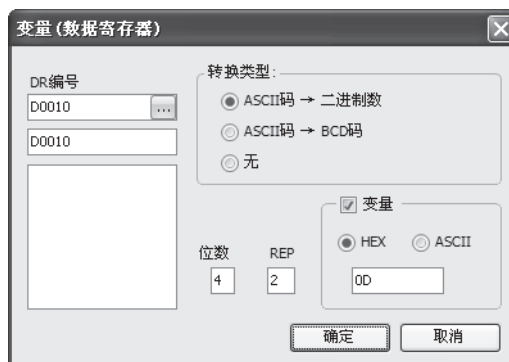 变量(数据寄存器)
DR编号
D0010
...
D0010
转换类型:
ASCII码 → 二进制数
ASCII码 → BCD码
无
变量
HEX
ASCII
0D
位数
REP
4
2
确定
取消